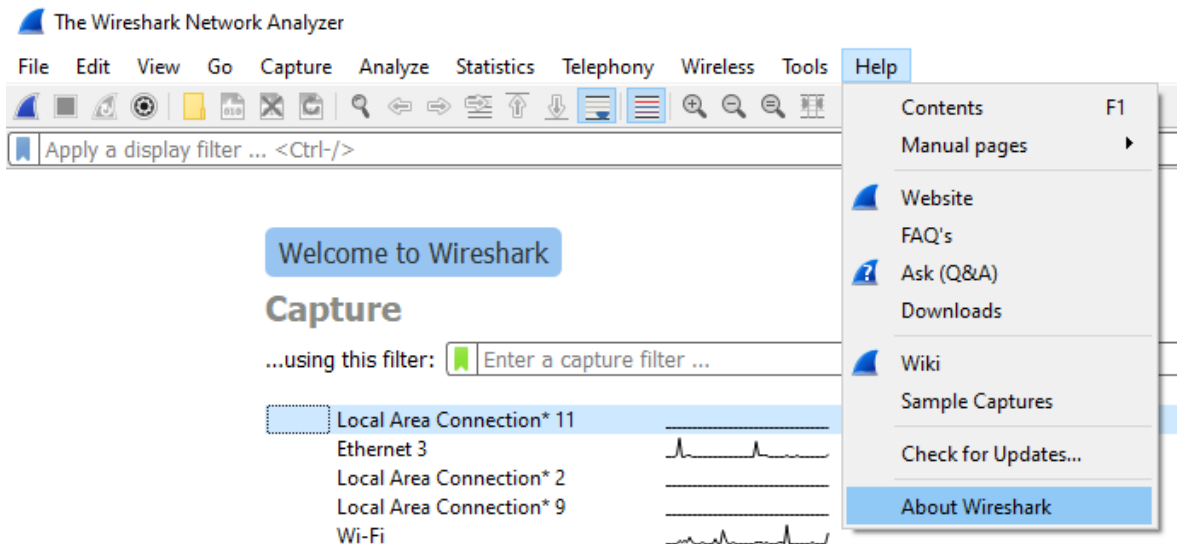 The Wireshark Network Analyzer
File Edit View Go Capture Analyze Statistics Telephony Wireless Tools Help
Apply a display filter ... <Ctrl-/>
Welcome to Wireshark
Capture
...using this filter: Enter a capture filter ...
Local Area Connection* 11
Ethernet 3
Local Area Connection* 2
Local Area Connection* 9
Wi-Fi
Contents F1
Manual pages
Website
FAQ's
Ask (Q&A)
Downloads
Wiki
Sample Captures
Check for Updates...
About Wireshark